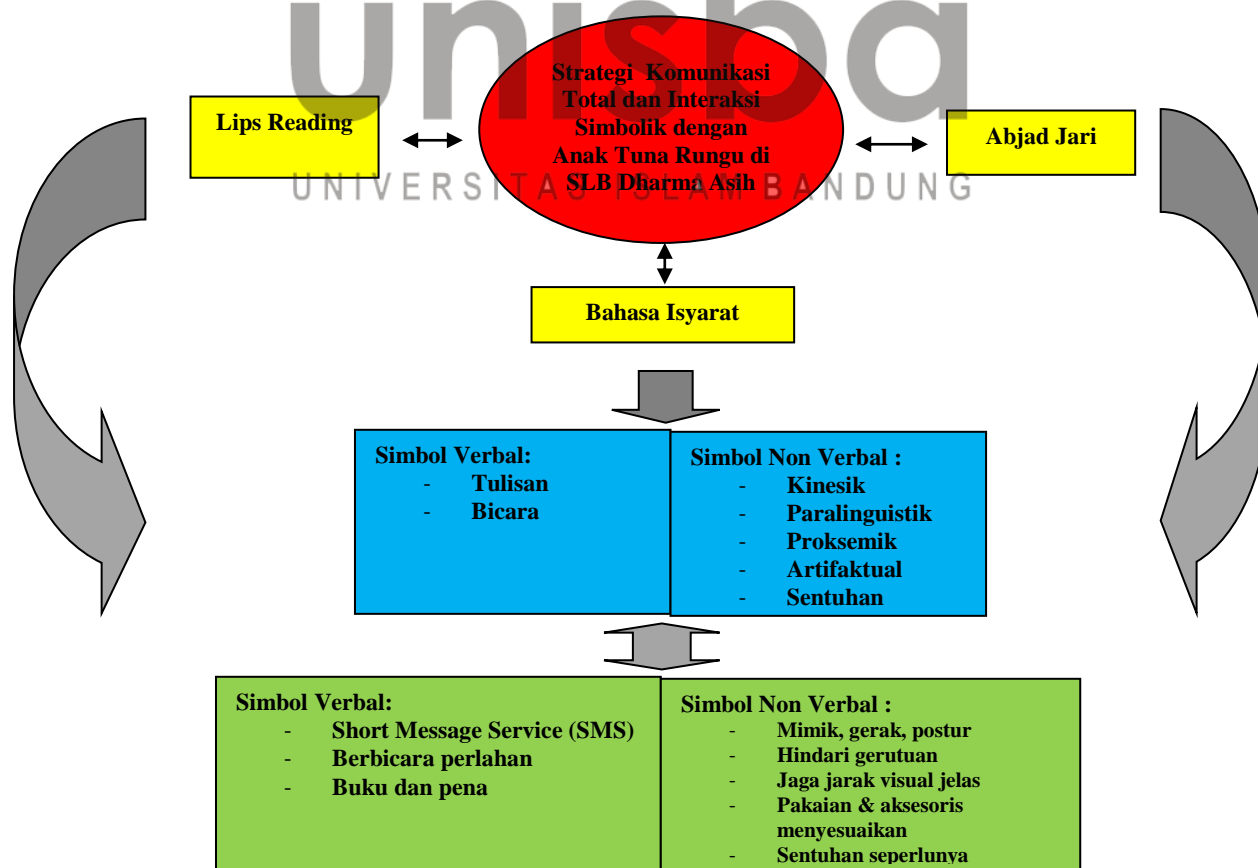 unisba
Strategi Komunikasi
Total dan Interaksi
Simbolik dengan
Anak Tuna Rungu di
SLB Dharma Asih
Lips Reading
Abjad Jari
UNIVERSITAS ISLAM BANDUNG
Bahasa Isyarat
Simbol Verbal:
- Tulisan
- Bicara
Simbol Non Verbal :
- Kinesik
- Paralinguistik
- Proksemik
- Artifaktual
- Sentuhan
Simbol Verbal:
- Short Message Service (SMS)
- Berbicara perlahan
- Buku dan pena
Simbol Non Verbal :
- Mimik, gerak, postur
- Hindari gerutuan
- Jaga jarak visual jelas
- Pakaian & aksesoris
menyesuaikan
- Sentuhan seperlunya